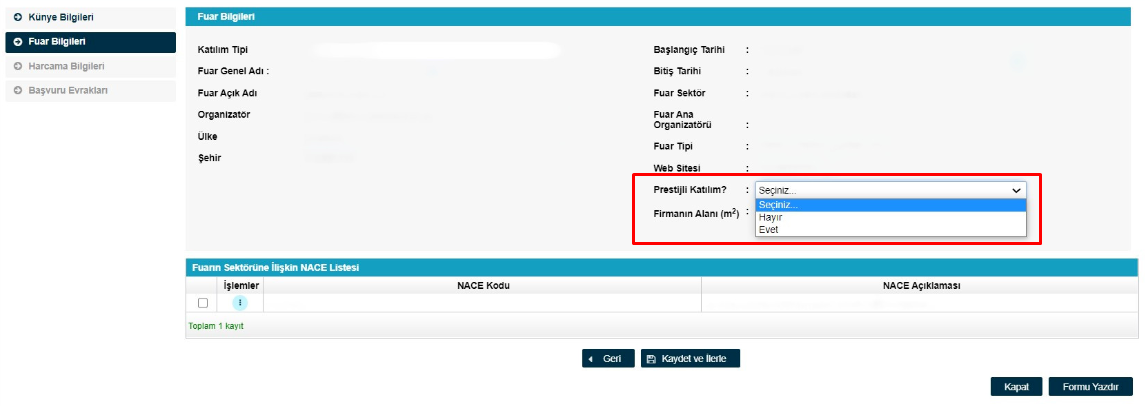 Künye Bilgileri
Fuar Bilgileri
Harcama Bilgileri
Başvuru Evrakları
Fuar Bilgileri
Katılım Tipi
Fuar Genel Adı :
Fuar Açık Adı
Organizatör
Ülke
Şehir
Başlangıç Tarihi :
Bitiş Tarihi :
Fuar Sektör :
Fuar Ana
Organizatörü :
Fuar Tipi :
Web Sitesi :
Prestijli Katılım? : Seçiniz...
Firmanın Alanı (m²) :
Seçiniz...
Hayır
Evet
Fuarın Sektörüne İlişkin NACE Listesi
İşlemler NACE Kodu NACE Açıklaması
Toplam 1 kayıt
Geri Kaydet ve İlerle
Kapat Formu Yazdır